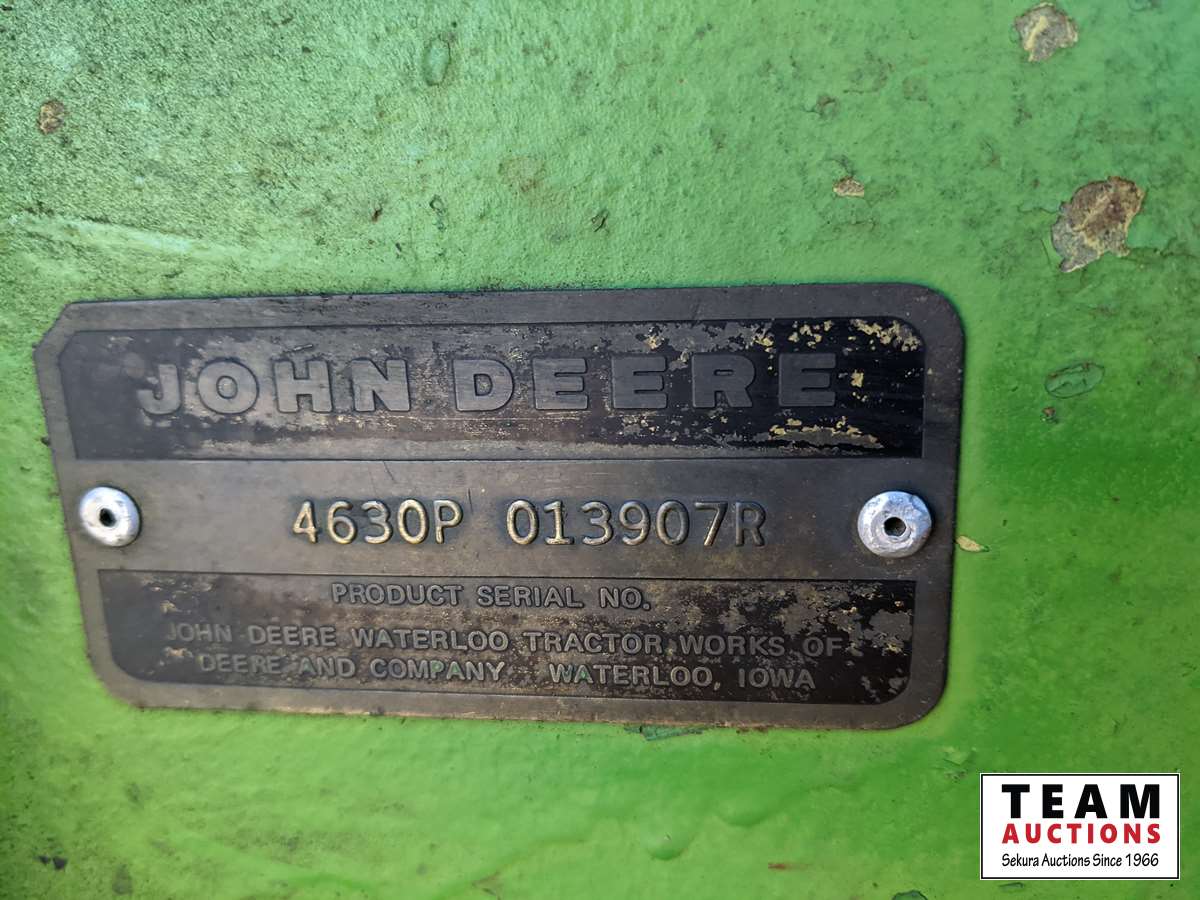 JOHN DEERE
4630P 013907R
PRODUCT SERIAL NO.
JOHN DEERE WATERLOO TRACTOR WORKS OF
DEERE AND COMPANY WATERLOO, IOWA
TEAM
AUCTIONS
Sekura Auctions Since 1966